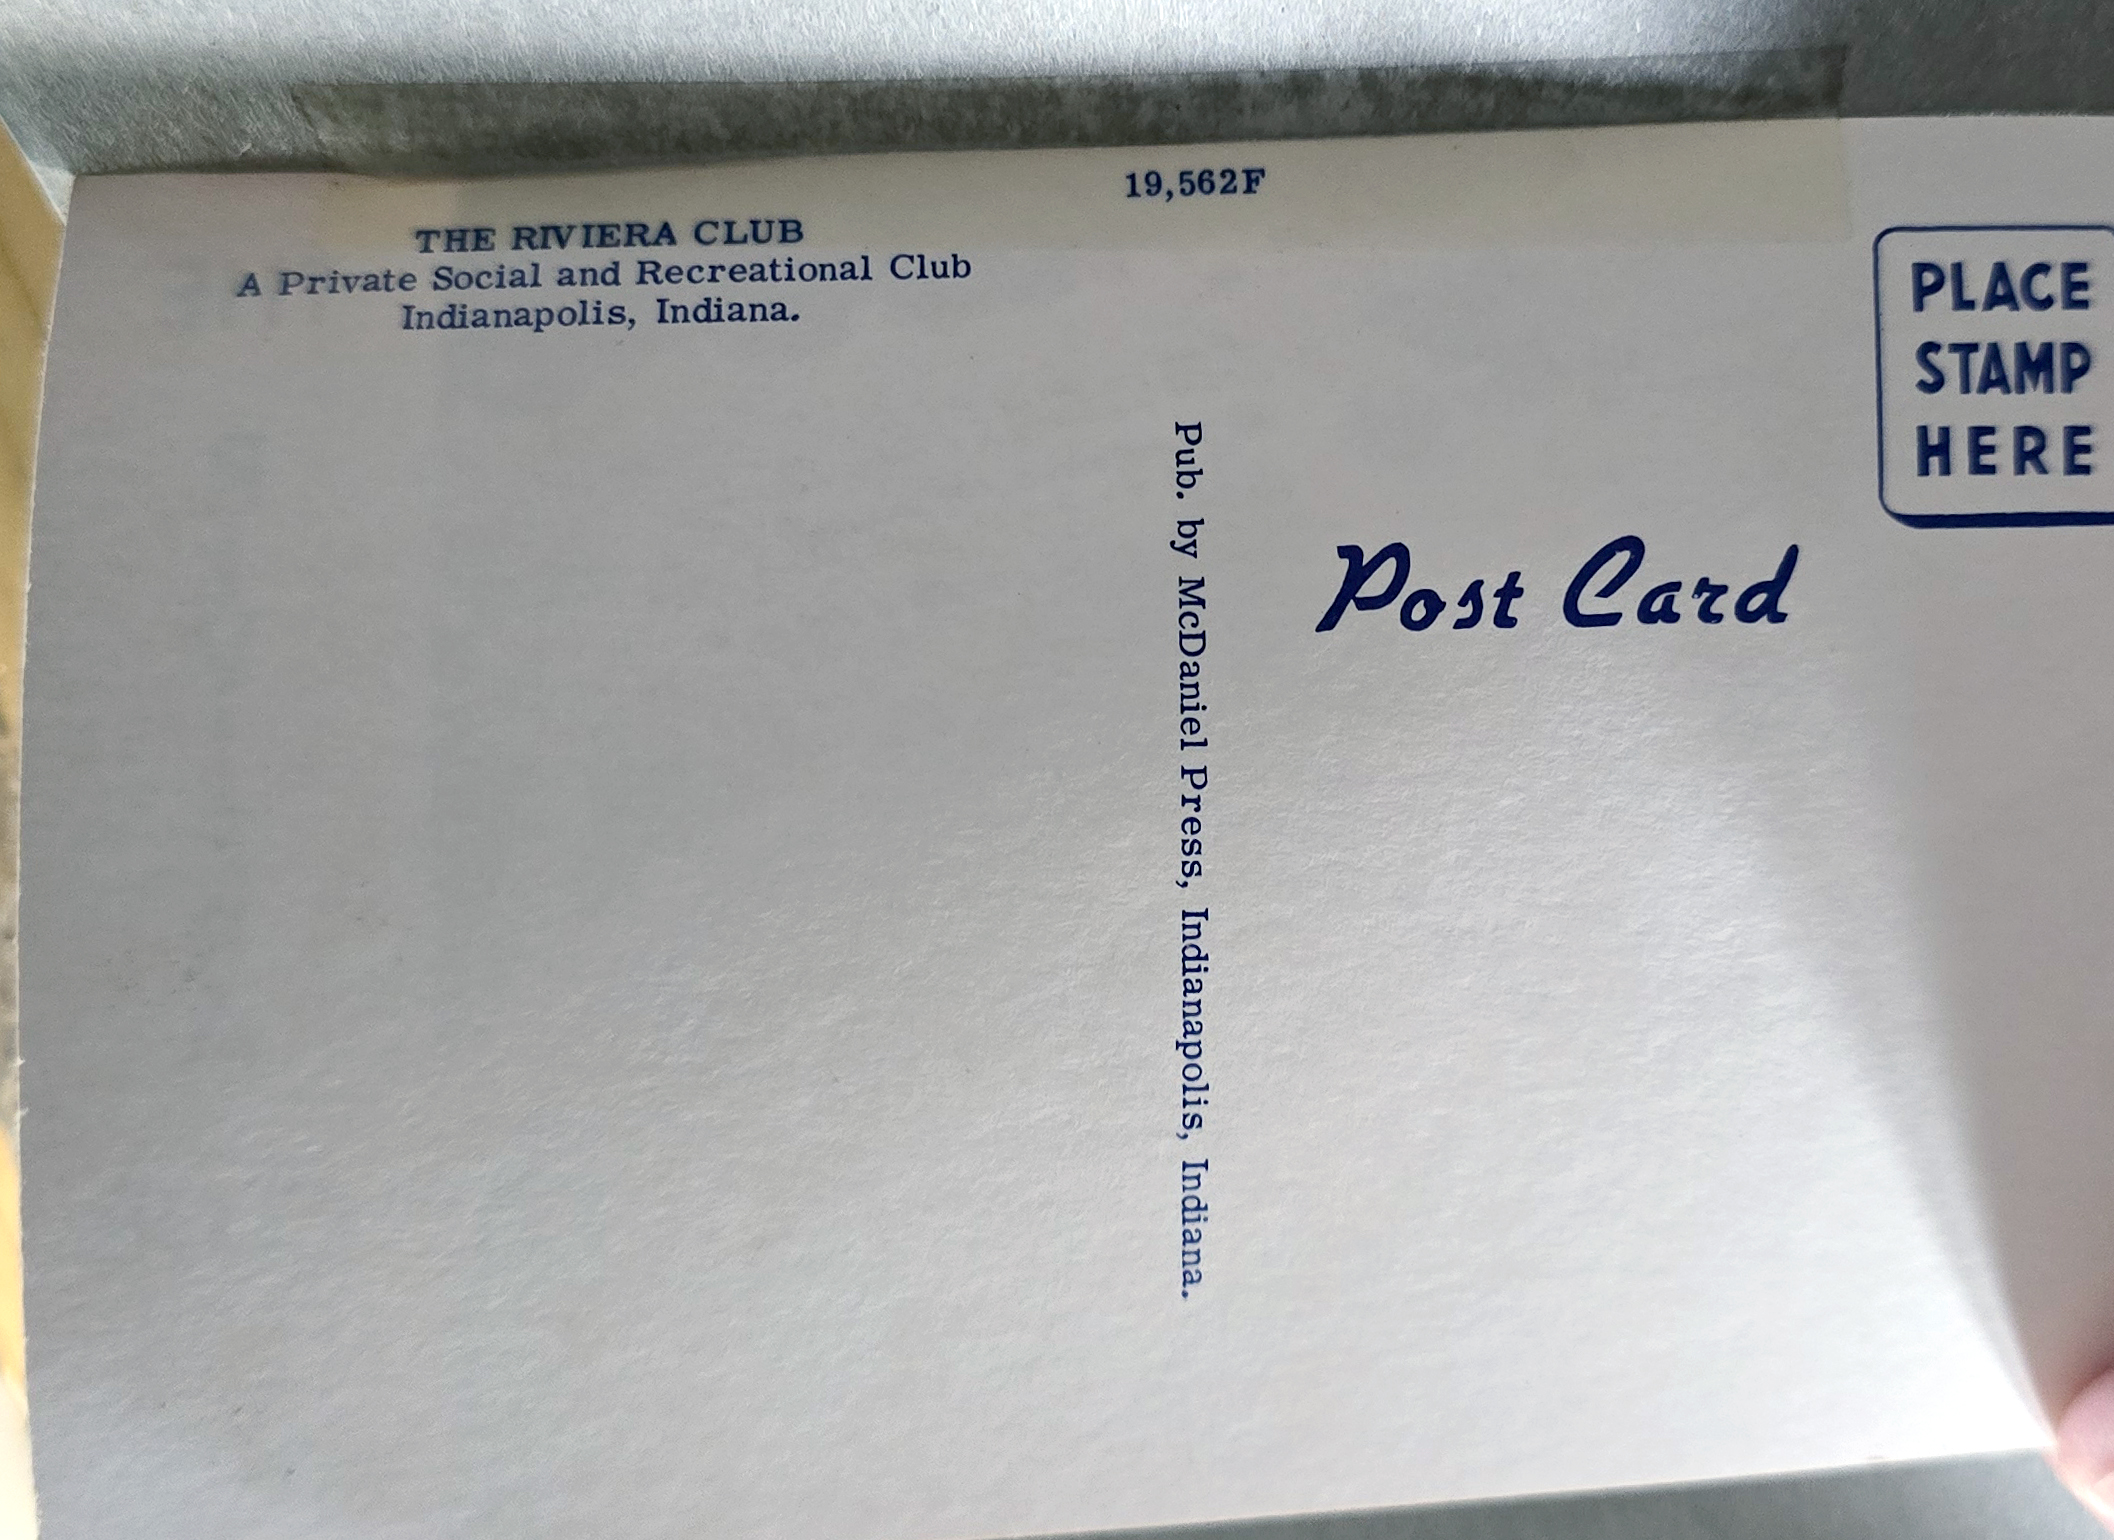 19,562F
THE RIVIERA CLUB
A Private Social and Recreational Club
Indianapolis, Indiana.
PLACE
STAMP
HERE
Post Card
Pub. by McDaniel Press, Indianapolis, Indiana.